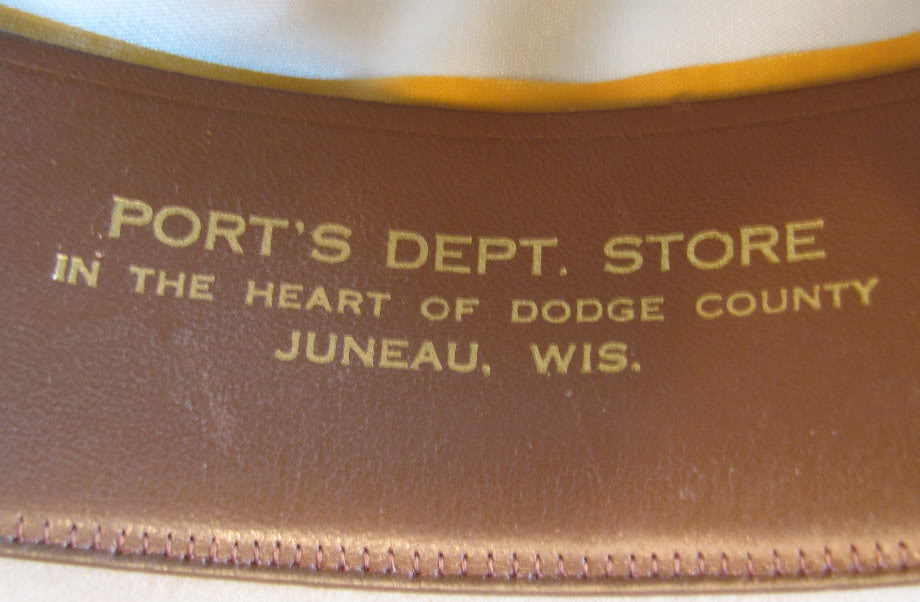 PORT'S DEPT. STORE
IN THE HEART OF DODGE COUNTY
JUNEAU, WIS.